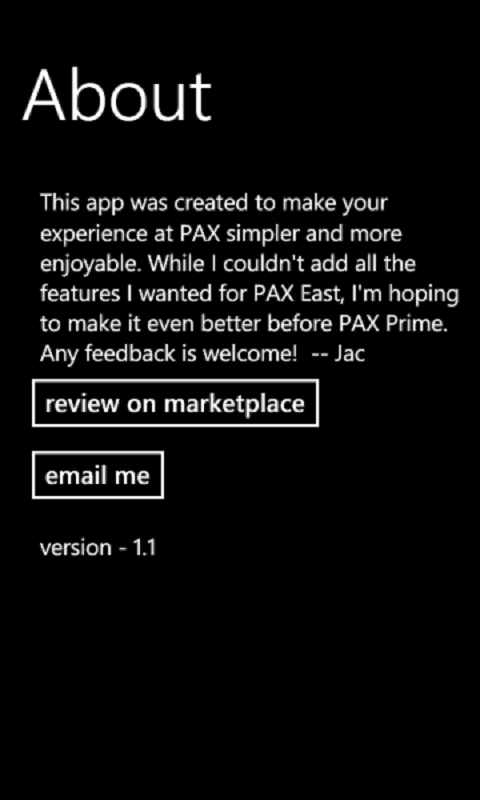 About
This app was created to make your
experience at PAX simpler and more
enjoyable. While I couldn't add all the
features I wanted for PAX East, I'm hoping
to make it even better before PAX Prime.
Any feedback is welcome!  -- Jac
review on marketplace
email me
version - 1.1